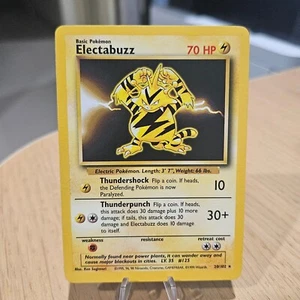 Basic Pokémon
Electabuzz 70 HP
Electric Pokémon. Length: 3' 7", Weight: 66 lbs.
Thundershock Flip a coin. If heads,
the Defending Pokémon is now
Paralyzed.
10
Thunderpunch Flip a coin. If heads,
this attack does 30 damage plus 10 more
damage; if tails, this attack does 30
damage and Electabuzz does 10 damage
to itself.
30+
weakness resistance retreat cost
-30
Normally found near power plants, it can wander away and
cause major blackouts in cities. LV. 35 #125
Illus. Ken Sugimori